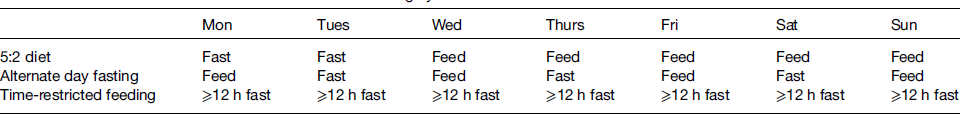 Mon Tues Wed Thurs Fri Sat Sun
5:2 diet Fast Fast Feed Feed Feed Feed Feed
Alternate day fasting Feed Fast Feed Fast Feed Fast Feed
Time-restricted feeding ⩾12 h fast ⩾12 h fast ⩾12 h fast ⩾12 h fast ⩾12 h fast ⩾12 h fast ⩾12 h fast